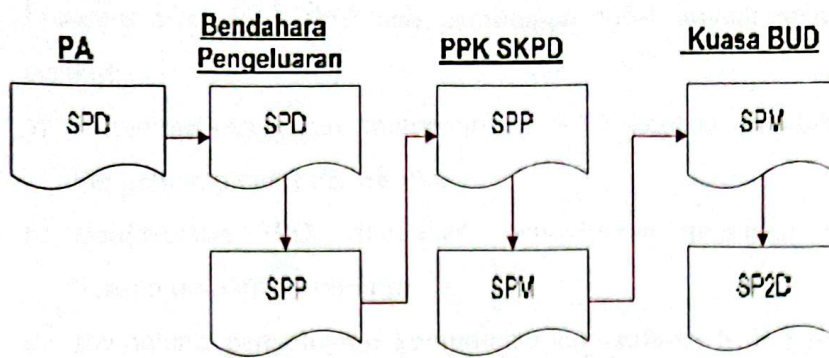 PA
Bendahara
Pengeluaran
PPK SKPD
Kuasa BUD
SPD
SPD
SPP
SPM
SPP
SPM
SP2D